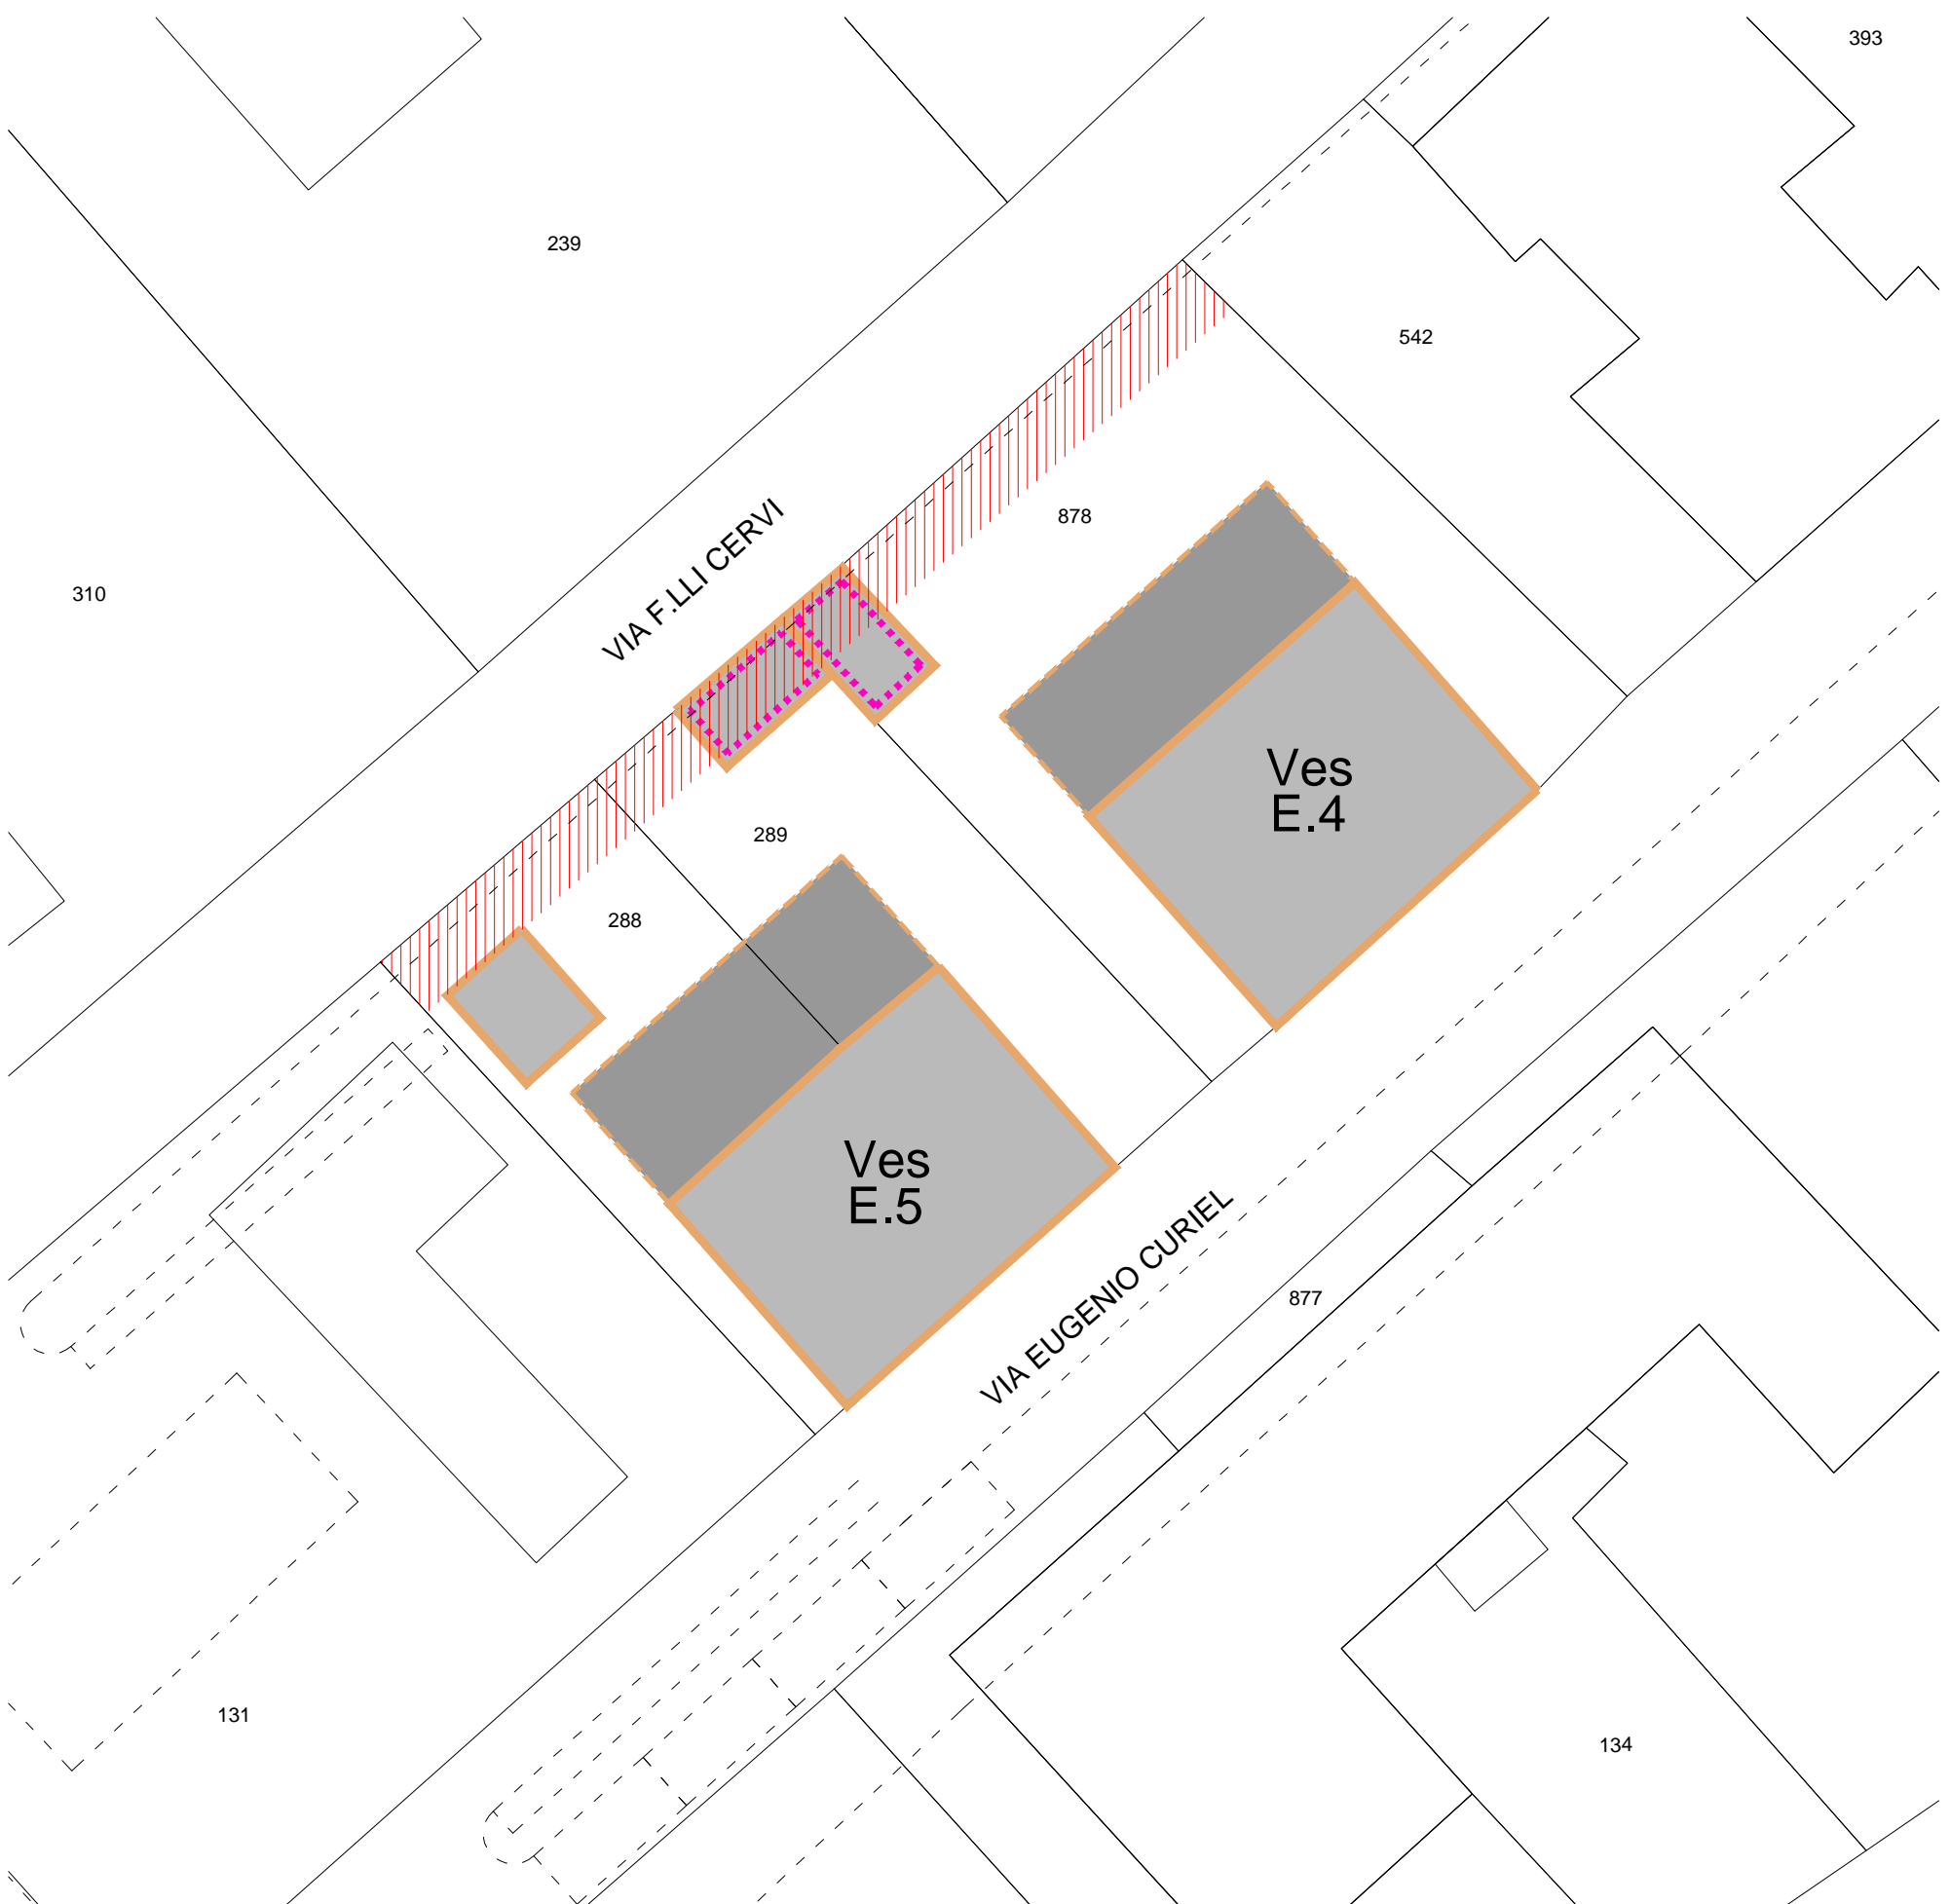 393
239
542
878
VIA F.LLI CERVI
310
Ves
E.4
289
288
Ves
E.5
VIA EUGENIO CURIEL
877
131
134